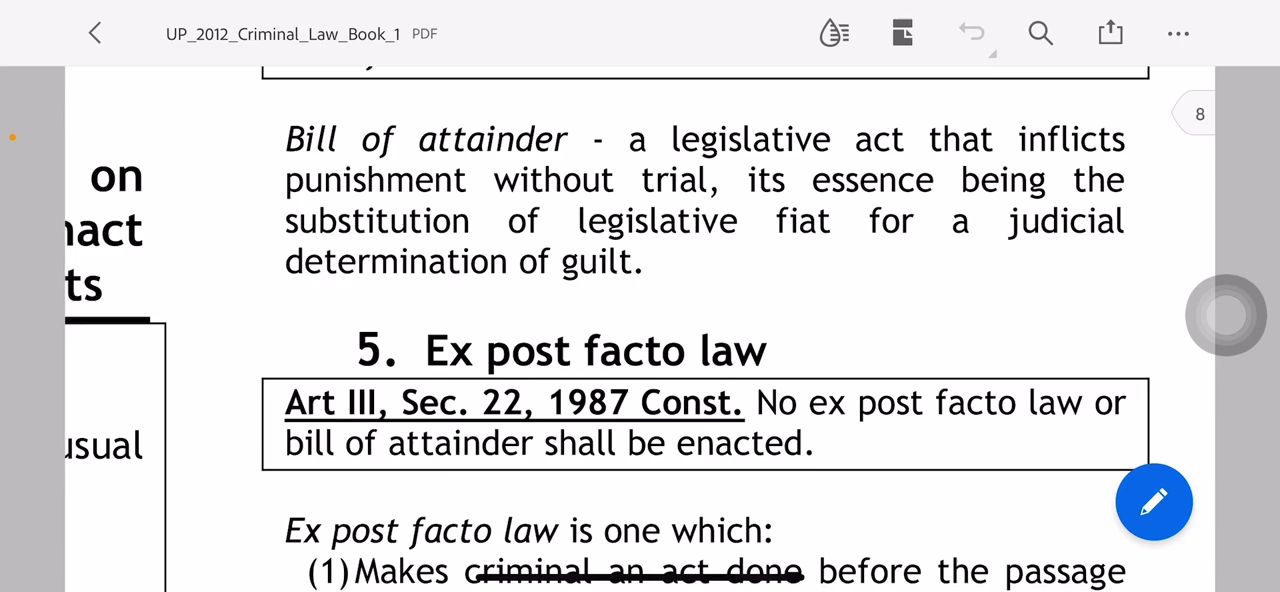 UP_2012_Criminal_Law_Book_1 PDF
8
on
nact
ts
usual
Bill of attainder - a legislative act that inflicts
punishment without trial, its essence being the
substitution of legislative fiat for a judicial
determination of guilt.
5. Ex post facto law
Art III, Sec. 22, 1987 Const. No ex post facto law or
bill of attainder shall be enacted.
Ex post facto law is one which:
(1) Makes criminal an act done before the passage